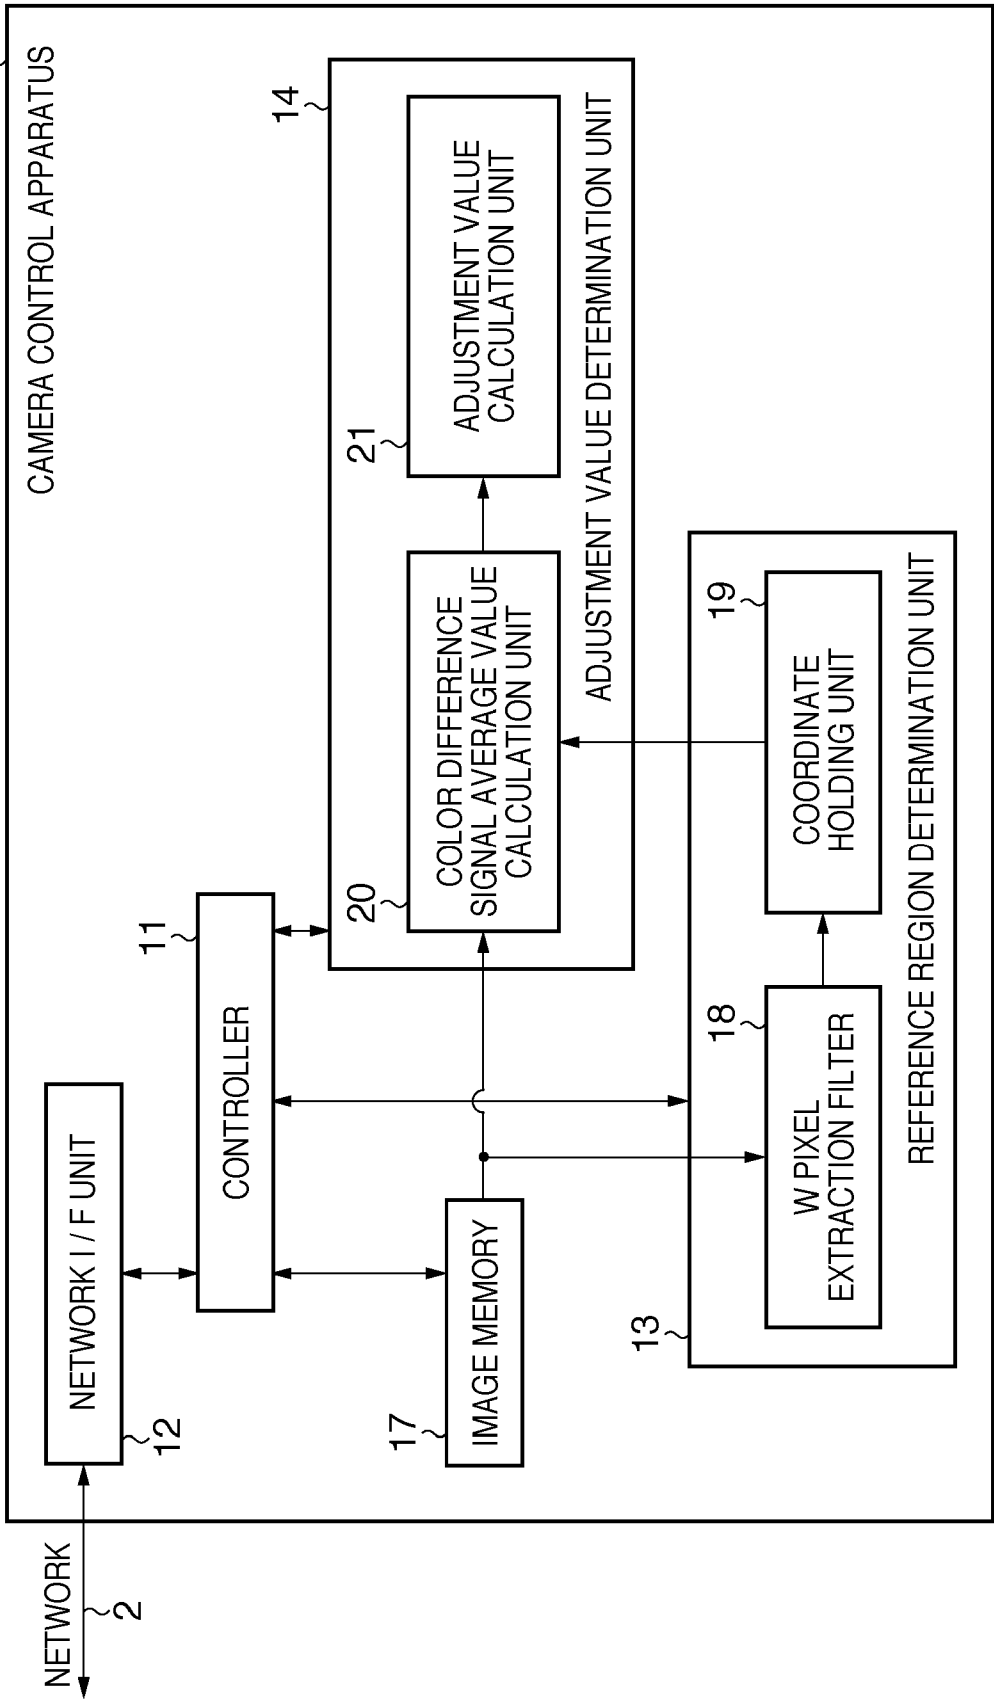 CAMERA CONTROL APPARATUS
NETWORK
2
NETWORK I / F UNIT
12
CONTROLLER
11
14
IMAGE MEMORY
17
COLOR DIFFERENCE
SIGNAL AVERAGE VALUE
CALCULATION UNIT
20
ADJUSTMENT VALUE
CALCULATION UNIT
21
ADJUSTMENT VALUE DETERMINATION UNIT
13
W PIXEL
EXTRACTION FILTER
18
COORDINATE
HOLDING UNIT
19
REFERENCE REGION DETERMINATION UNIT